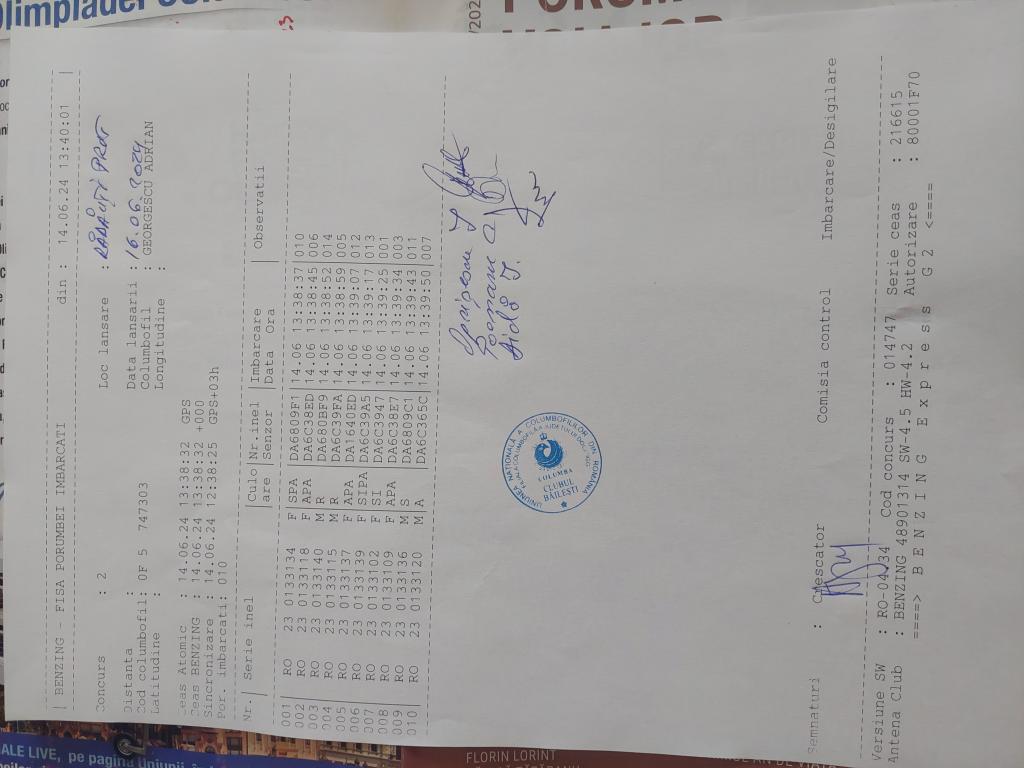 BENZING - FISA PORUMBEI IMBARCATI din : 14.06.24 13:40:01
Concurs : 2 Loc lansare : RĂDĂUȚI PRUT
Distanta : Data lansarii : 16.06.2024
Cod columbofil: 0F 5 747303 Columbofil : GEORGESCU ADRIAN
Latitudine : Longitudine :
Ceas Atomic : 14.06.24 13:38:32 GPS
Ceas BENZING : 14.06.24 13:38:32 +000
Sincronizare : 14.06.24 12:38:25 GPS+03h
Por. imbarcati: 010
Nr. | Serie inel |Culo|Nr.inel |Imbarcare | Observatii
|are |Senzor |Data Ora |
001 | RO 23 0133134 F |SPA |DA6809F1|14.06 13:38:37|010
002 | RO 23 0133118 F |APA |DA6C38ED|14.06 13:38:45|006
003 | RO 23 0133140 M |R |DA680BF9|14.06 13:38:52|014
004 | RO 23 0133115 M |R |DA6C39FA|14.06 13:38:59|005
005 | RO 23 0133137 F |APA |DA1640ED|14.06 13:39:07|012
006 | RO 23 0133139 F |SIPA|DA6C39A5|14.06 13:39:17|013
007 | RO 23 0133102 F |SI |DA6C3947|14.06 13:39:25|001
008 | RO 23 0133109 F |APA |DA6C38E7|14.06 13:39:34|003
009 | RO 23 0133136 M |S |DA6809C1|14.06 13:39:43|011
010 | RO 23 0133120 M |A |DA6C365C|14.06 13:39:50|007
UNIUNEA NATIONALĂ A COLUMBOFILILOR DIN ROMANIA
COLUMBA
CLUBUL
BĂILEȘTI
Semnaturi : Crescator Comisia control Imbarcare/Desigilare
Versiune SW : RO-04.034 Cod concurs : 014747 Serie ceas : 216615
Antena Club : BENZING 48901314 SW-4.5 HW-4.2 Autorizare : 80001F70
====> B E N Z I N G E x p r e s s G 2 <====
FLORIN LORINT